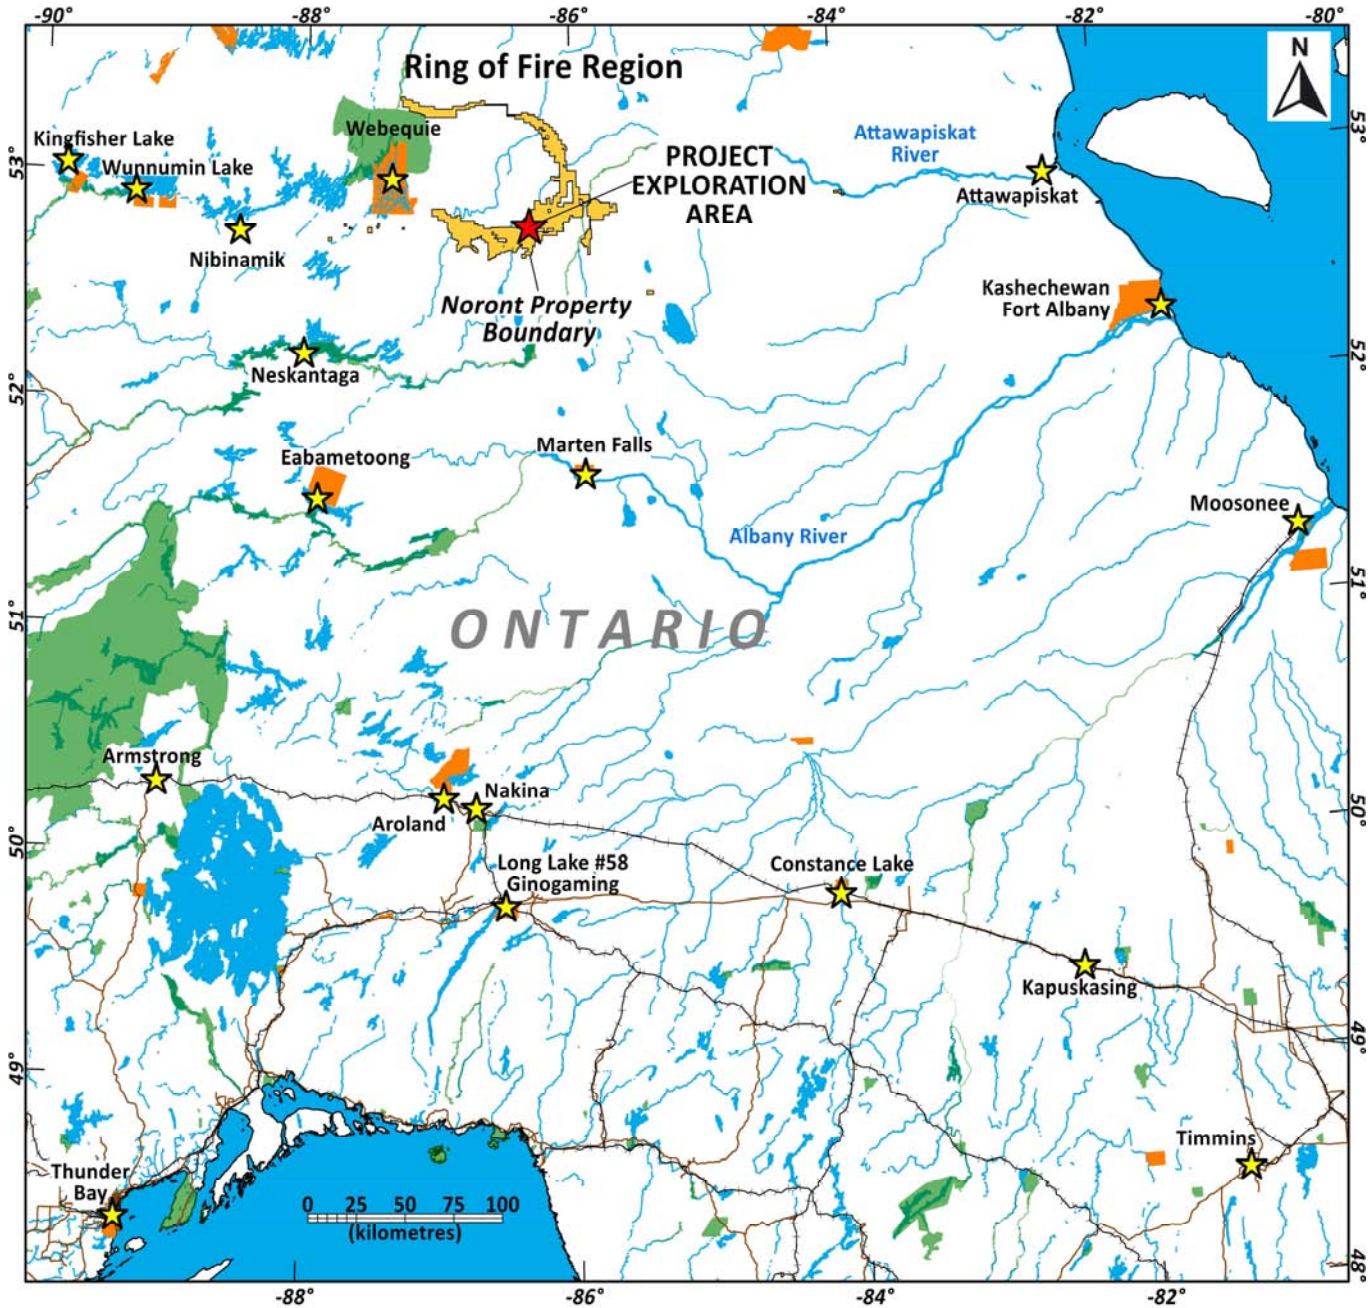 -90° -88° -86° -84° -82° -80°
N
Ring of Fire Region
Kingfisher Lake
Webequie
Attawapiskat
River
53°
53°
Wunnumin Lake
PROJECT
EXPLORATION
AREA
Attawapiskat
Nibinamik
Noront Property
Boundary
Kashechewan
Fort Albany
52°
52°
Neskantaga
Marten Falls
Eabametoong
Moosonee
Albany River
51°
51°
ONTARIO
Armstrong
Nakina
Aroland
50°
50°
Long Lake #58
Ginogaming
Constance Lake
Kapuskasing
49°
49°
Timmins
Thunder
Bay
0 25 50 75 100
(kilometres)
48°
-88° -86° -84° -82°